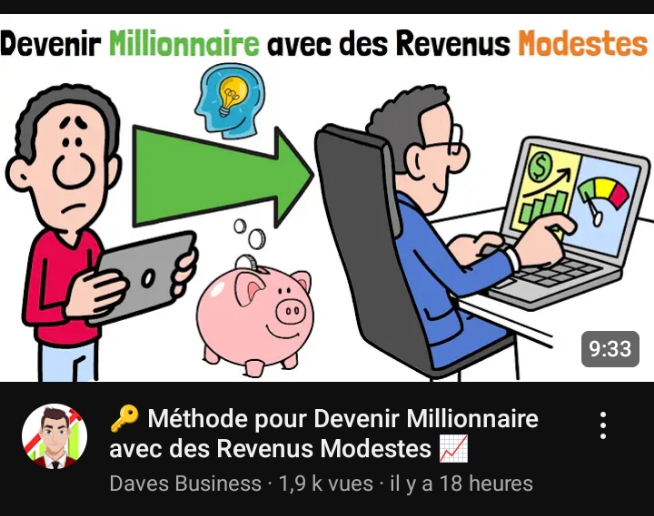 Devenir Millionnaire avec des Revenus Modestes
$
9:33
🔑 Méthode pour Devenir Millionnaire
avec des Revenus Modestes 📈
Daves Business · 1,9 k vues · il y a 18 heures